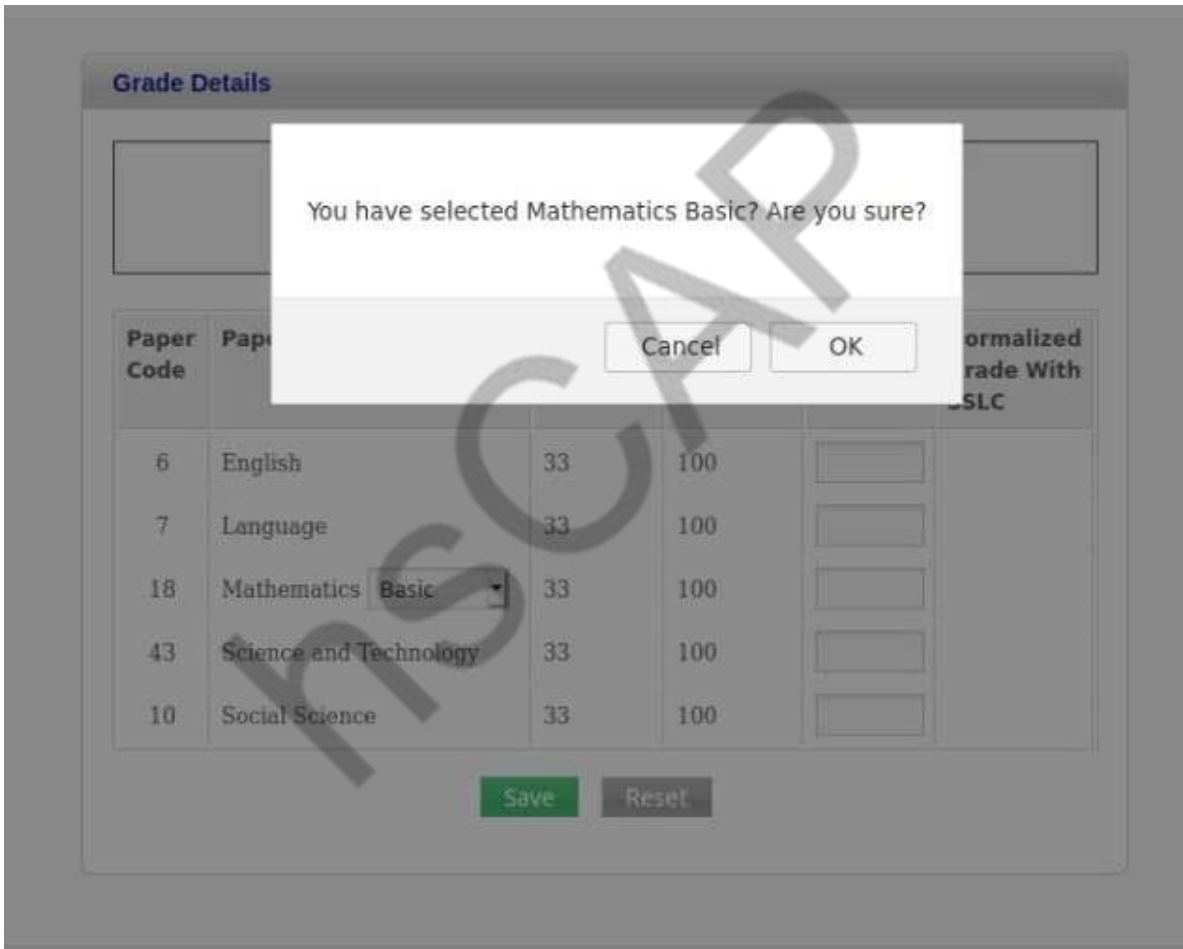 Grade Details
You have selected Mathematics Basic? Are you sure?
Cancel OK
Paper Code
ormalized Grade With SSLC
6 English 33 100
7 Language 33 100
18 Mathematics Basic 33 100
43 Science and Technology 33 100
10 Social Science 33 100
Save Reset
hsCAP